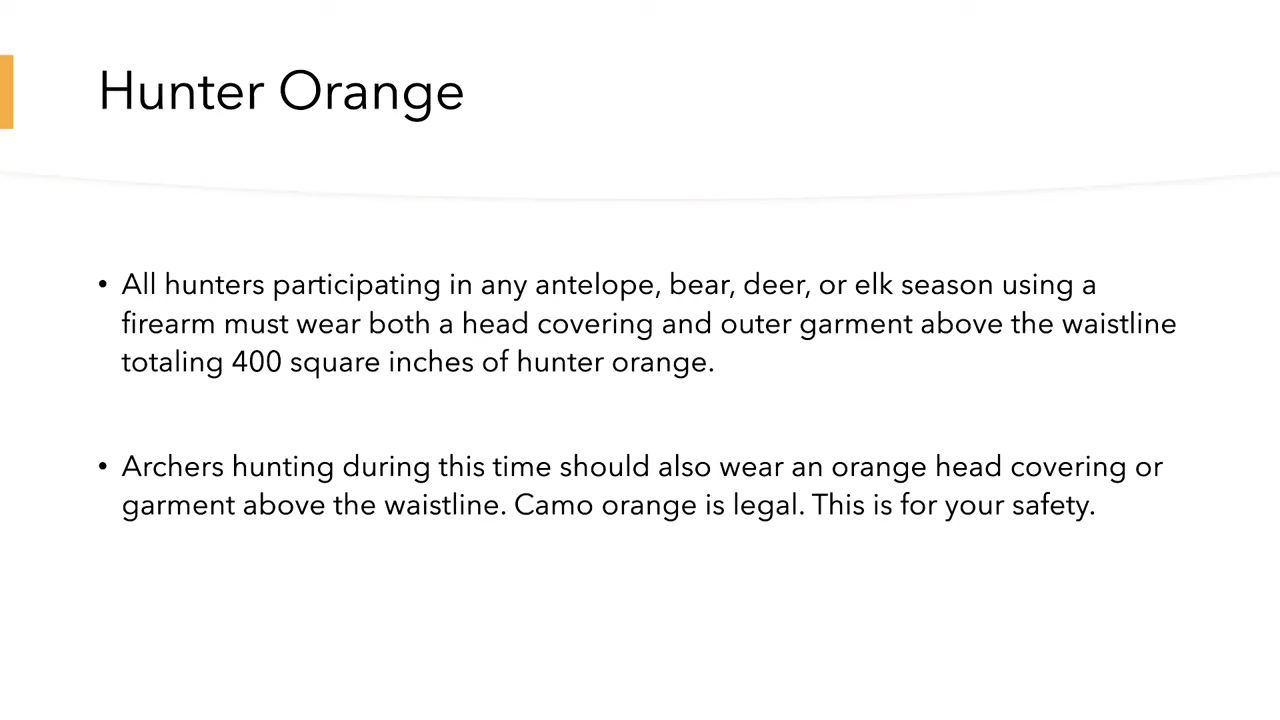 Hunter Orange
• All hunters participating in any antelope, bear, deer, or elk season using a
firearm must wear both a head covering and outer garment above the waistline
totaling 400 square inches of hunter orange.
• Archers hunting during this time should also wear an orange head covering or
garment above the waistline. Camo orange is legal. This is for your safety.